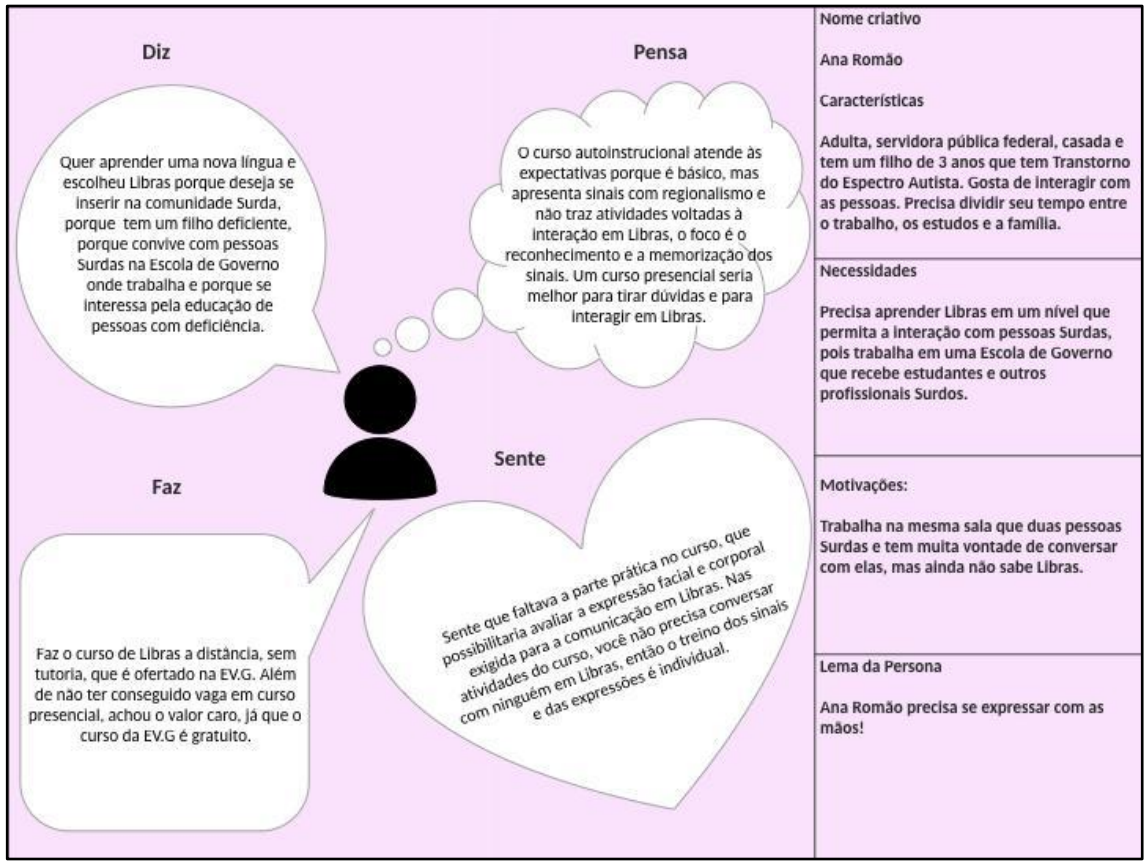 Diz
Quer aprender uma nova língua e
escolheu Libras porque deseja se
inserir na comunidade Surda,
porque tem um filho deficiente,
porque convive com pessoas
Surdas na Escola de Governo
onde trabalha e porque se
interessa pela educação de
pessoas com deficiência.
Pensa
O curso autoinstrucional atende às
expectativas porque é básico, mas
apresenta sinais com regionalismo e
não traz atividades voltadas à
interação em Libras, o foco é o
reconhecimento e a memorização dos
sinais. Um curso presencial seria
melhor para tirar dúvidas e para
interagir em Libras.
Faz
Faz o curso de Libras a distância, sem
tutoria, que é ofertado na EV.G. Além
de não ter conseguido vaga em curso
presencial, achou o valor caro, já que o
curso da EV.G é gratuito.
Sente
Sente que faltava a parte prática no curso, que
possibilitaria avaliar a expressão facial e corporal
exigida para a comunicação em Libras. Nas
atividades do curso, você não precisa conversar
com ninguém em Libras, então o treino dos sinais
e das expressões é individual.
Nome criativo
Ana Romão
Características
Adulta, servidora pública federal, casada e
tem um filho de 3 anos que tem Transtorno
do Espectro Autista. Gosta de interagir com
as pessoas. Precisa dividir seu tempo entre
o trabalho, os estudos e a família.
Necessidades
Precisa aprender Libras em um nível que
permita a interação com pessoas Surdas,
pois trabalha em uma Escola de Governo
que recebe estudantes e outros
profissionais Surdos.
Motivações:
Trabalha na mesma sala que duas pessoas
Surdas e tem muita vontade de conversar
com elas, mas ainda não sabe Libras.
Lema da Persona
Ana Romão precisa se expressar com as
mãos!